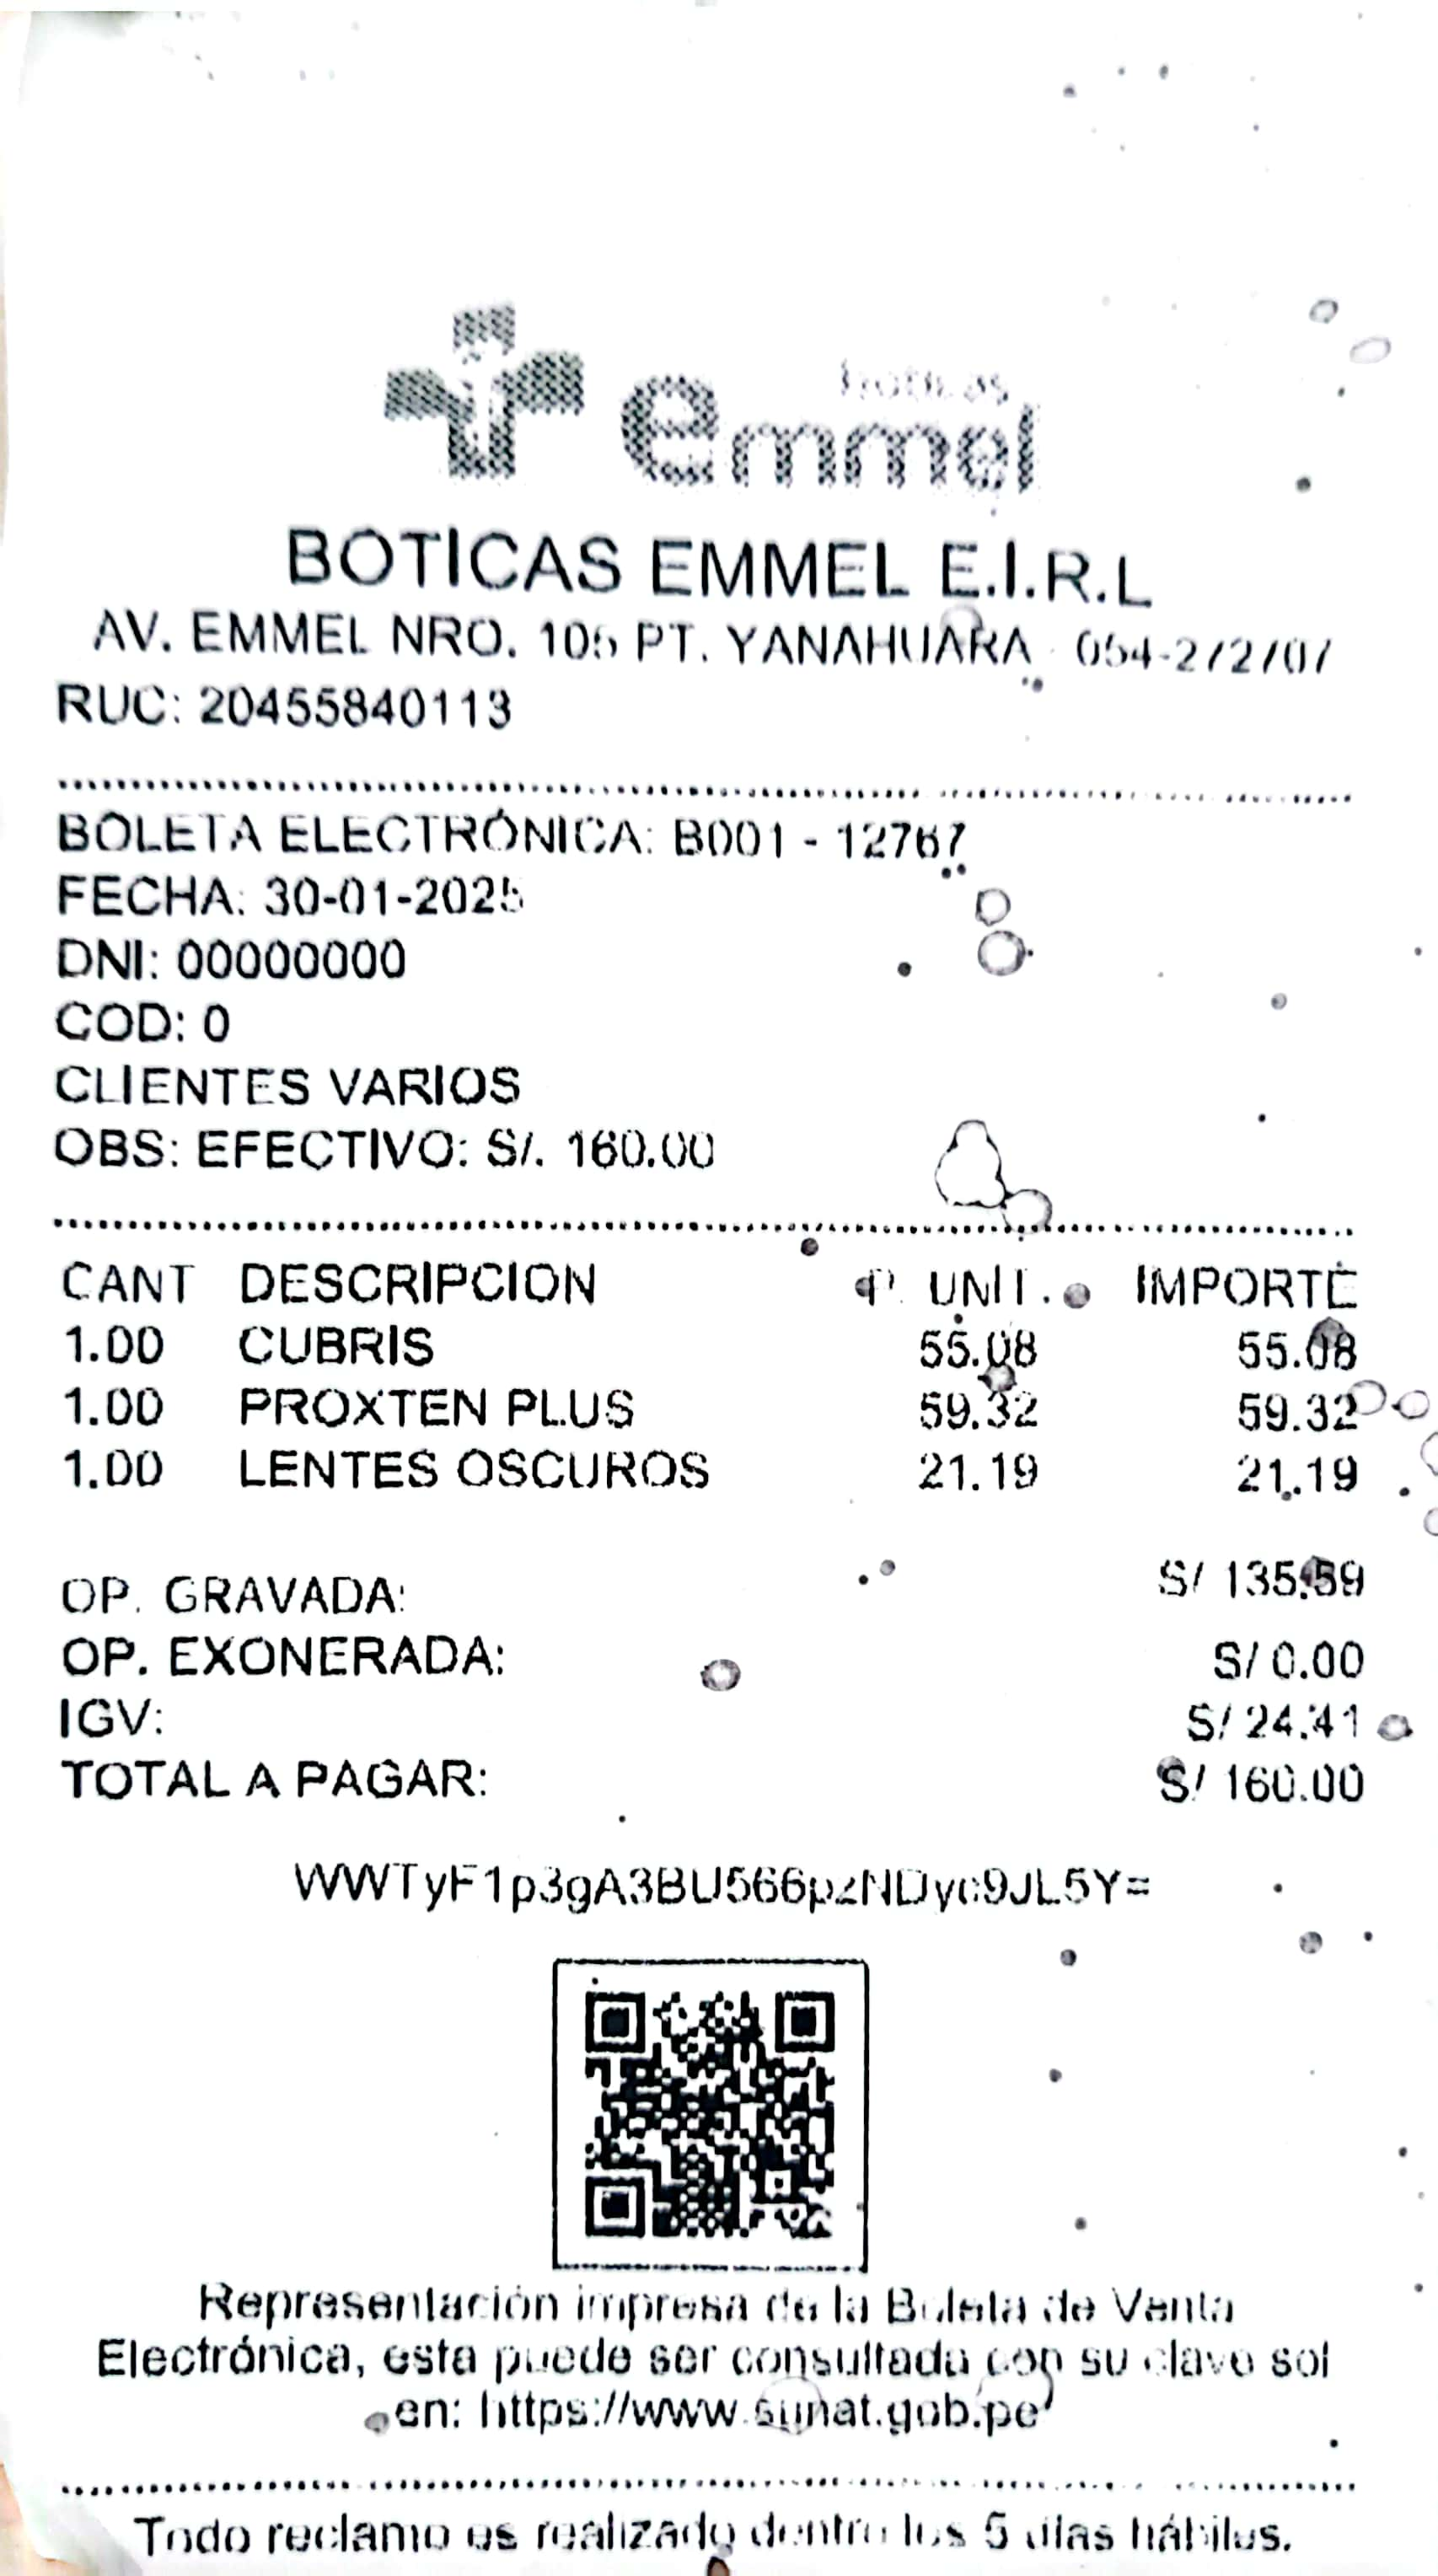 boticas
emmel
BOTICAS EMMEL E.I.R.L
AV. EMMEL NRO. 105 PT. YANAHUARA 054-272707
RUC: 20455840113
BOLETA ELECTRÓNICA: B001 - 12767
FECHA: 30-01-2025
DNI: 00000000
COD: 0
CLIENTES VARIOS
OBS: EFECTIVO: S/. 160.00
CANT DESCRIPCION P. UNIT. IMPORTE
1.00 CUBRIS 55.08 55.08
1.00 PROXTEN PLUS 59.32 59.32
1.00 LENTES OSCUROS 21.19 21.19
OP. GRAVADA: S/ 135.59
OP. EXONERADA: S/ 0.00
IGV: S/ 24.41
TOTAL A PAGAR: S/ 160.00
WWTyF1p3gA3BU566pzNDyc9JL5Y=
Representación impresa de la Boleta de Venta
Electrónica, esta puede ser consultada con su clave sol
en: https://www.sunat.gob.pe
Todo reclamo es realizado dentro los 5 dias hábiles.